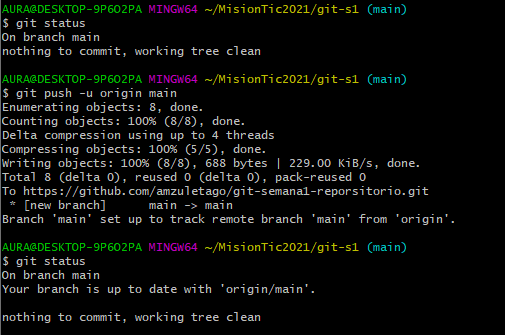 AURA@DESKTOP-9P6O2PA MINGW64 ~/MisionTic2021/git-s1 (main)
$ git status
On branch main
nothing to commit, working tree clean
AURA@DESKTOP-9P6O2PA MINGW64 ~/MisionTic2021/git-s1 (main)
$ git push -u origin main
Enumerating objects: 8, done.
Counting objects: 100% (8/8), done.
Delta compression using up to 4 threads
Compressing objects: 100% (5/5), done.
Writing objects: 100% (8/8), 688 bytes | 229.00 KiB/s, done.
Total 8 (delta 0), reused 0 (delta 0), pack-reused 0
To https://github.com/amzuletago/git-semana1-reporsitorio.git
 * [new branch]      main -> main
Branch 'main' set up to track remote branch 'main' from 'origin'.
AURA@DESKTOP-9P6O2PA MINGW64 ~/MisionTic2021/git-s1 (main)
$ git status
On branch main
Your branch is up to date with 'origin/main'.
nothing to commit, working tree clean